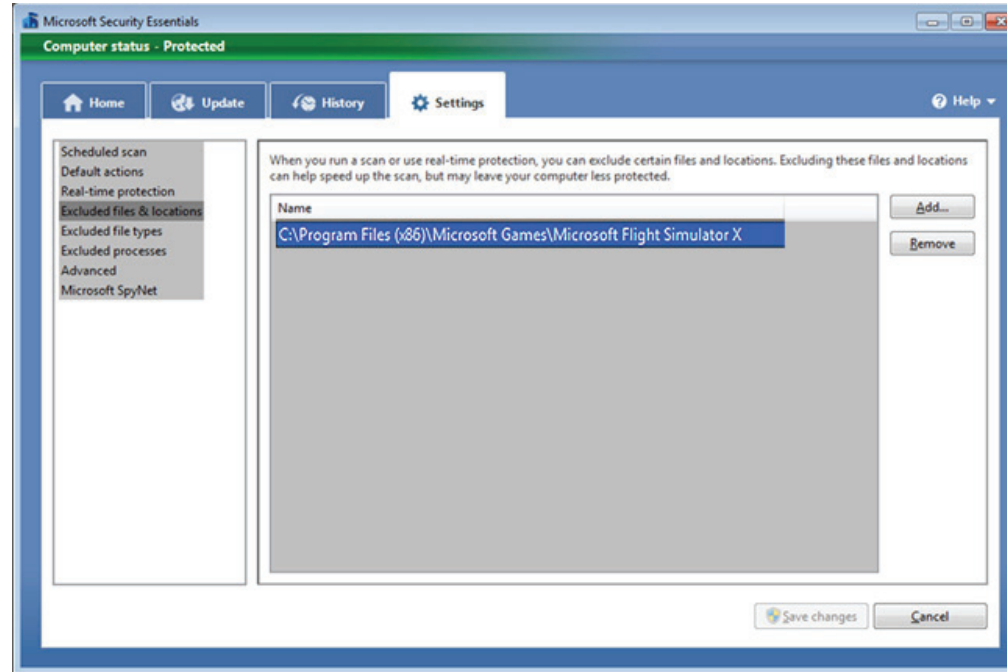 Microsoft Security Essentials
Computer status - Protected
Home
Update
History
Settings
Help
Scheduled scan
Default actions
Real-time protection
Excluded files & locations
Excluded file types
Excluded processes
Advanced
Microsoft SpyNet
When you run a scan or use real-time protection, you can exclude certain files and locations. Excluding these files and locations
can help speed up the scan, but may leave your computer less protected.
Name
C:\Program Files (x86)\Microsoft Games\Microsoft Flight Simulator X
Add...
Remove
Save changes
Cancel